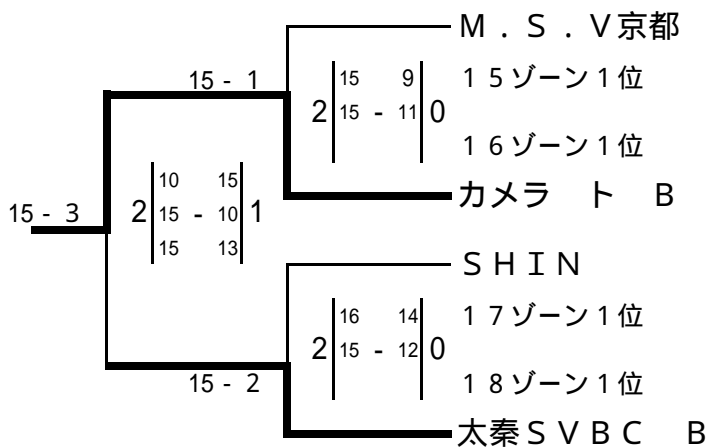 M.S.V京都
15-1
2 15 9 0
15 - 11
15ゾーン1位
16ゾーン1位
カメラ ト B
15-3
2 10 15 1
15 - 10
15 13
SHIN
2 16 14 0
15 - 12
17ゾーン1位
18ゾーン1位
15-2
太秦SVBC B